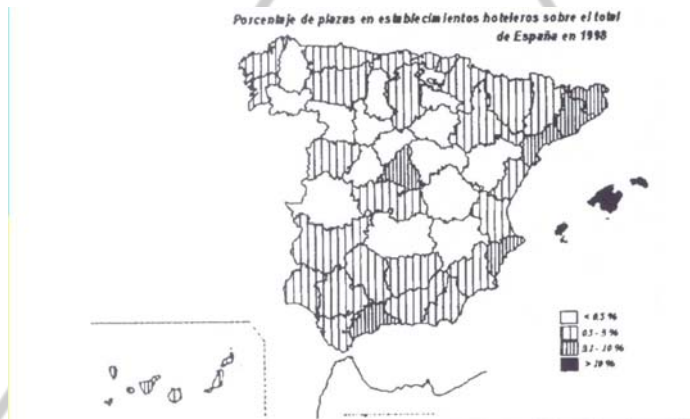 Porcentaje de plazas en establecimientos hoteleros sobre el total
de España en 1998
< 0.5 %
0.5 - 5 %
5.1 - 10 %
> 10 %